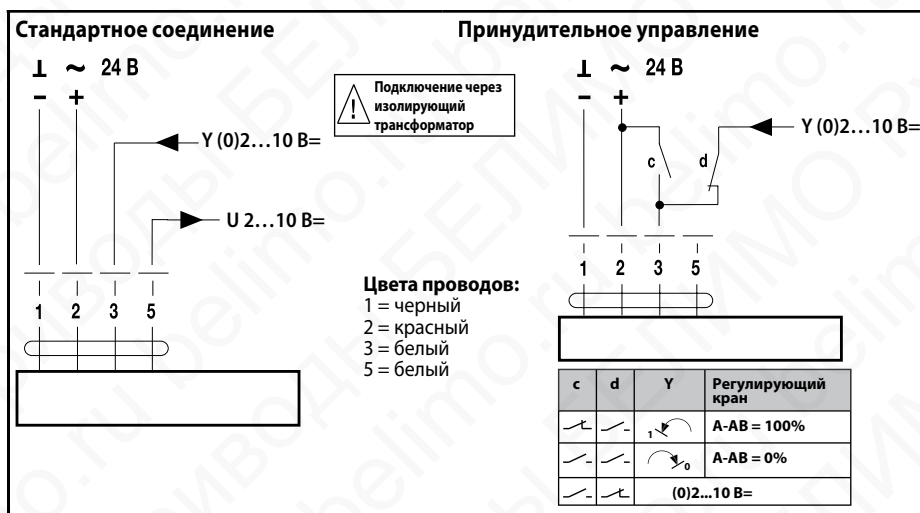 Стандартное соединение
⊥ ~ 24 В
– +
Y (0)2…10 В=
U 2…10 В=
1 2 3 5
Подключение через
изолирующий
трансформатор
!
Цвета проводов:
1 = черный
2 = красный
3 = белый
5 = белый
Принудительное управление
⊥ ~ 24 В
– +
Y (0)2…10 В=
c d
1 2 3 5
c d Y Регулирующий
кран
1 A-AB = 100%
0 A-AB = 0%
(0)2...10 В=